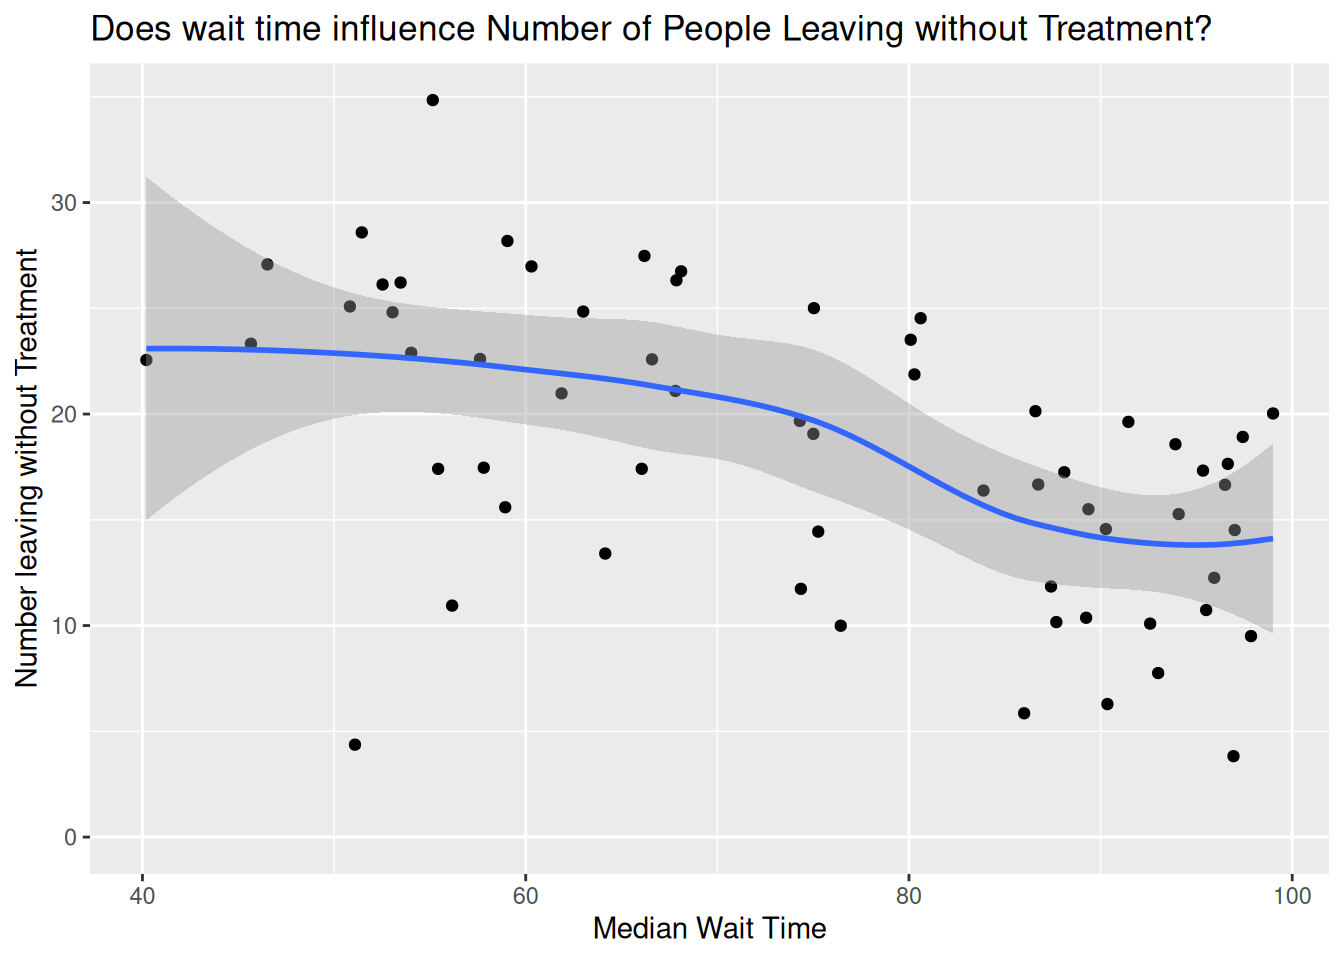 Does wait time influence Number of People Leaving without Treatment?
Number leaving without Treatment
30
20
10
0
40
60
80
100
Median Wait Time